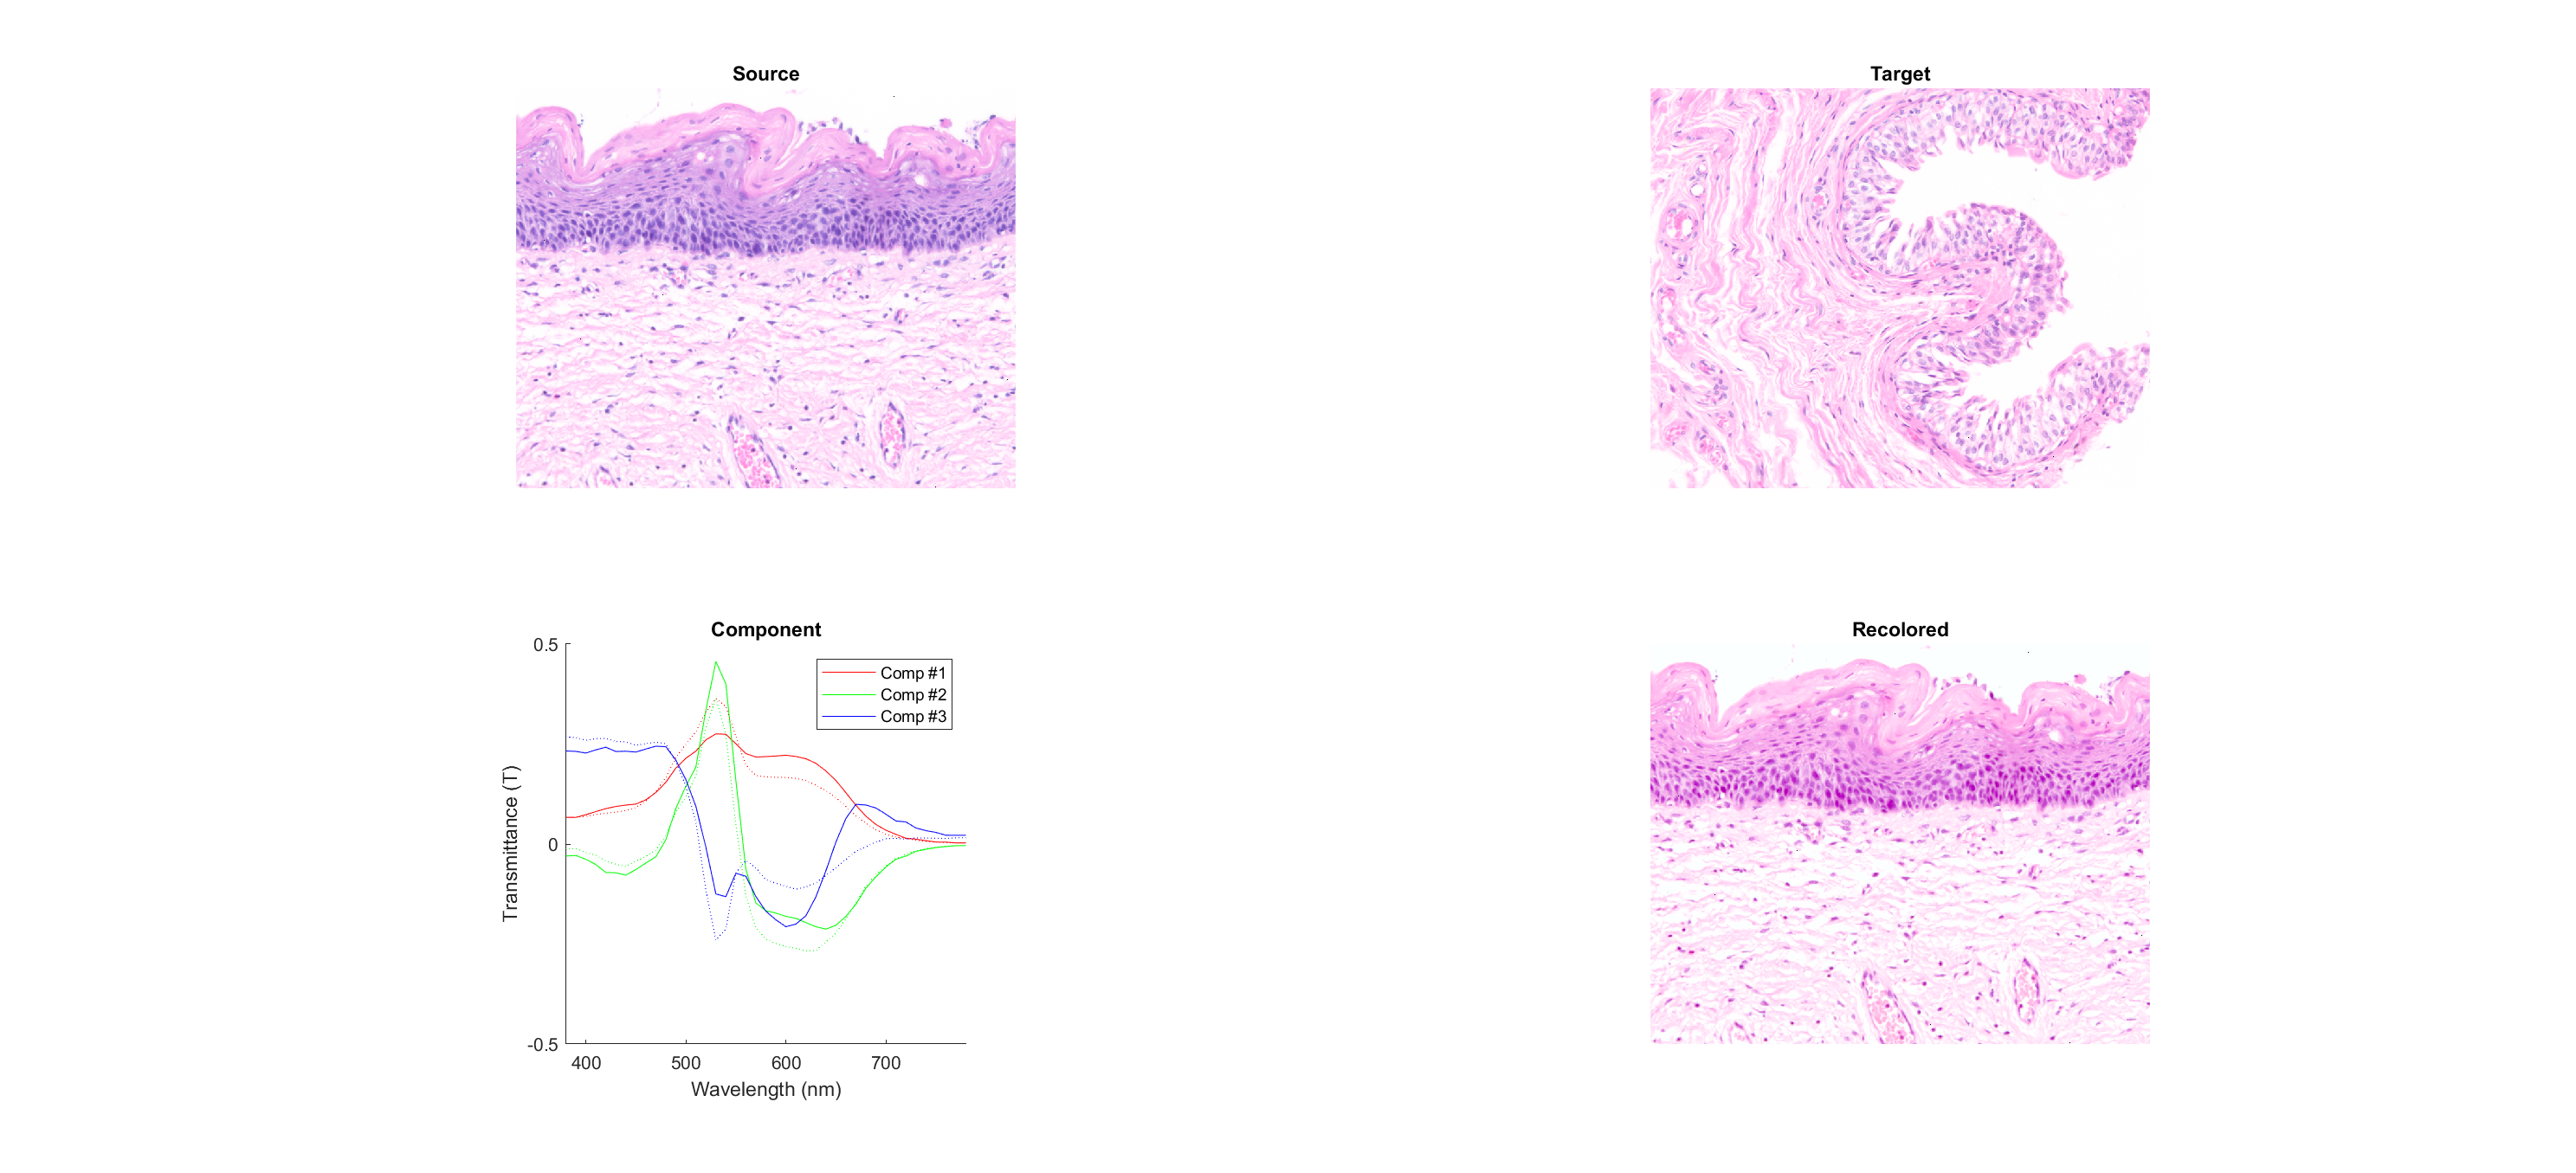 Source
Target
Component
0.5
0
-0.5
Transmittance (T)
400 500 600 700
Wavelength (nm)
Comp #1
Comp #2
Comp #3
Recolored